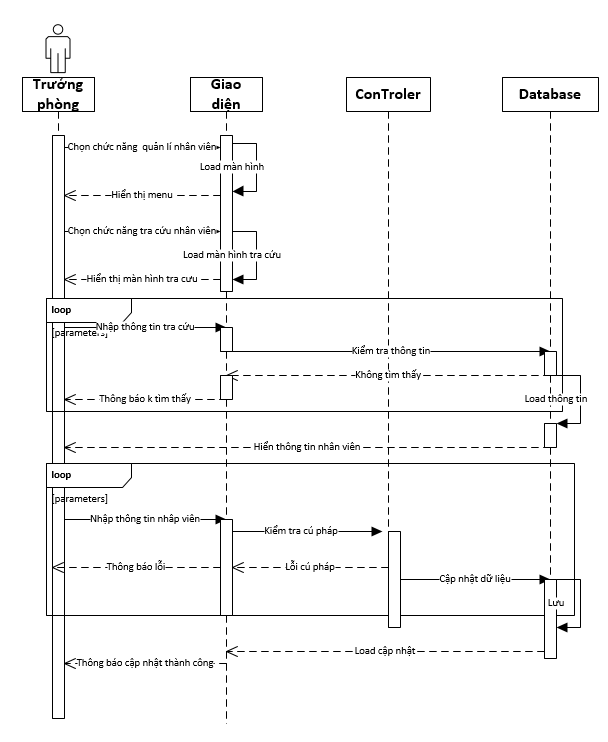 Trướng
phòng
Giao
diện
ConTroler
Database
Chọn chức năng quản lí nhân viên
Load màn hình
Hiển thị menu
Chọn chức năng tra cứu nhân viên
Load màn hình tra cứu
Hiển thị màn hình tra cưu
loop
Nhập thông tin tra cứu
[parameters]
Kiểm tra thông tin
Không tìm thấy
Thông báo k tìm thấy
Load thông tin
Hiển thông tin nhân viên
loop
[parameters]
Nhập thông tin nhâp viên
Kiểm tra cú pháp
Thông báo lỗi
Lỗi cú pháp
Cập nhật dữ liệu
Lưu
Load cập nhật
Thông báo cập nhật thành công